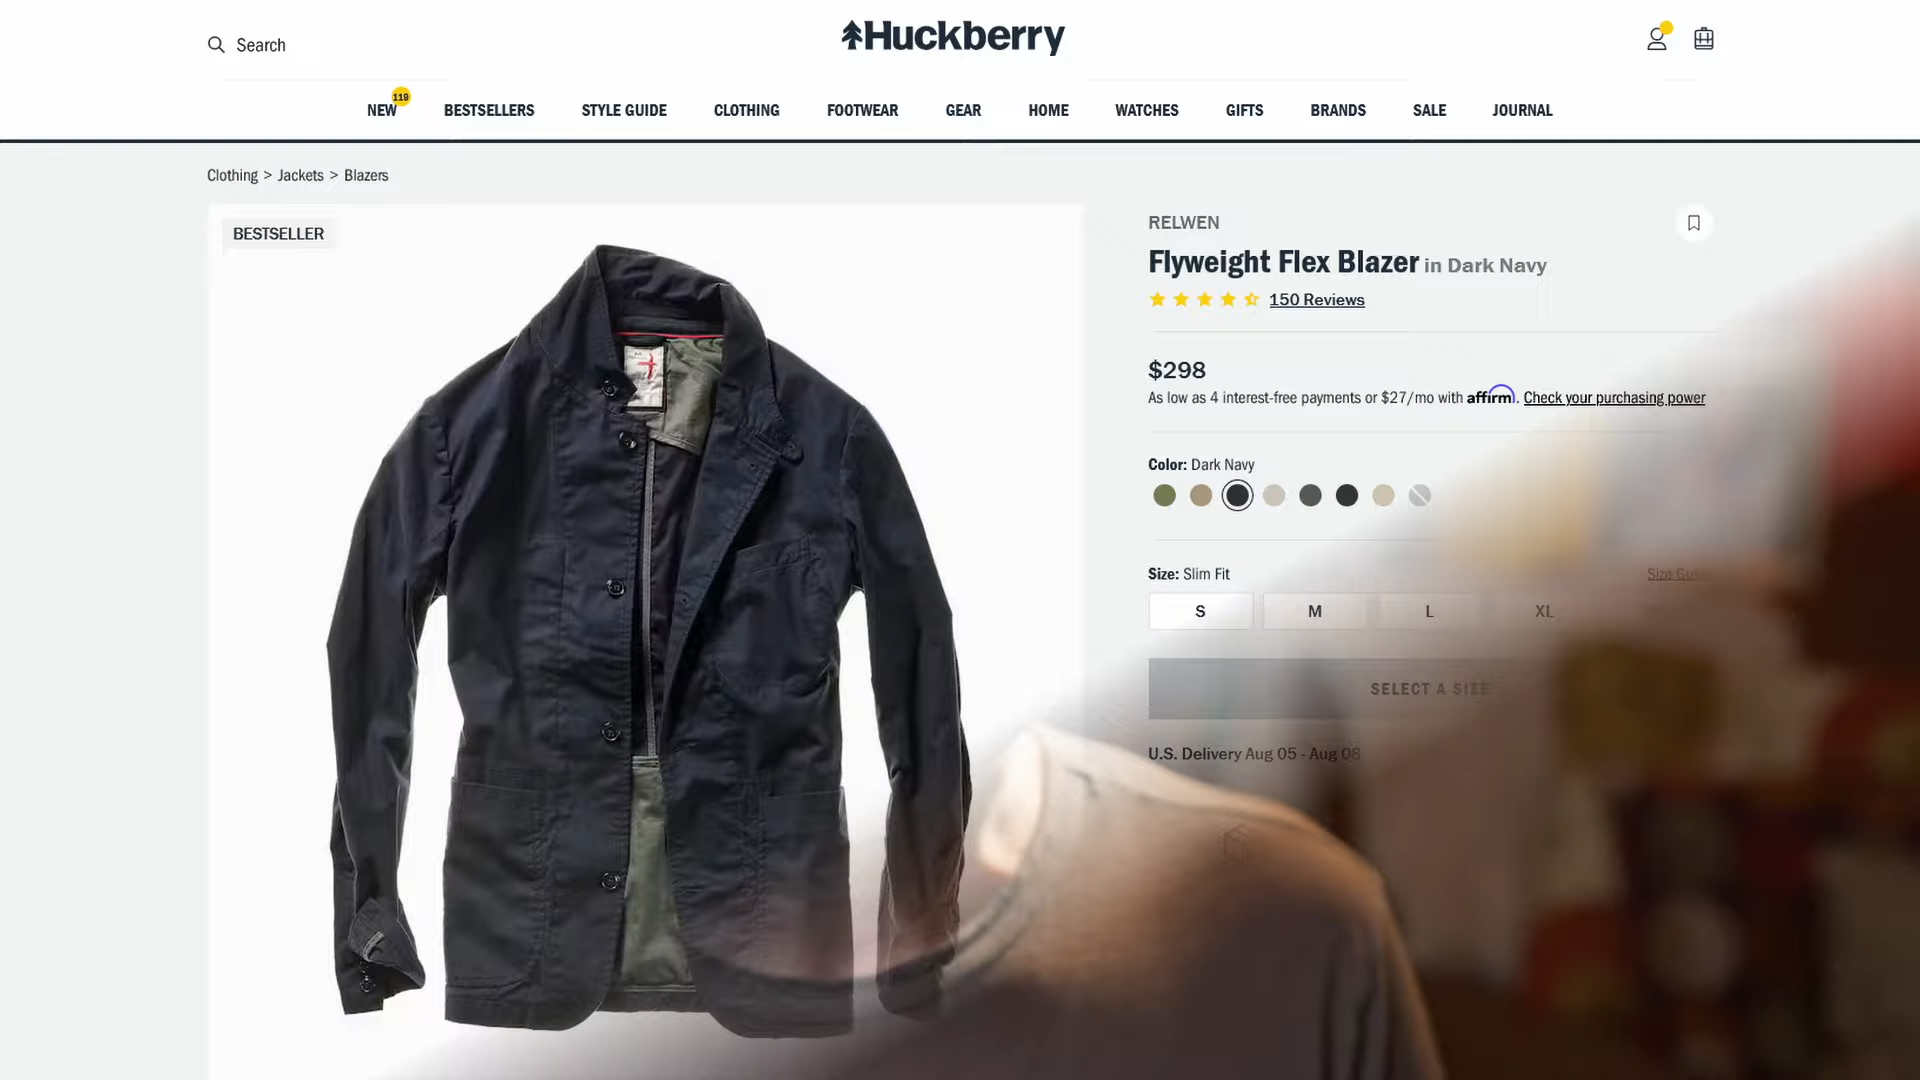 Search
Huckberry
119
NEW BESTSELLERS STYLE GUIDE CLOTHING FOOTWEAR GEAR HOME WATCHES GIFTS BRANDS SALE JOURNAL
Clothing > Jackets > Blazers
BESTSELLER
RELWEN
Flyweight Flex Blazer in Dark Navy
150 Reviews
$298
As low as 4 interest-free payments or $27/mo with affirm. Check your purchasing power
Color: Dark Navy
Size: Slim Fit
Size Guide
S M L XL
SELECT A SIZE
U.S. Delivery Aug 05 - Aug 08